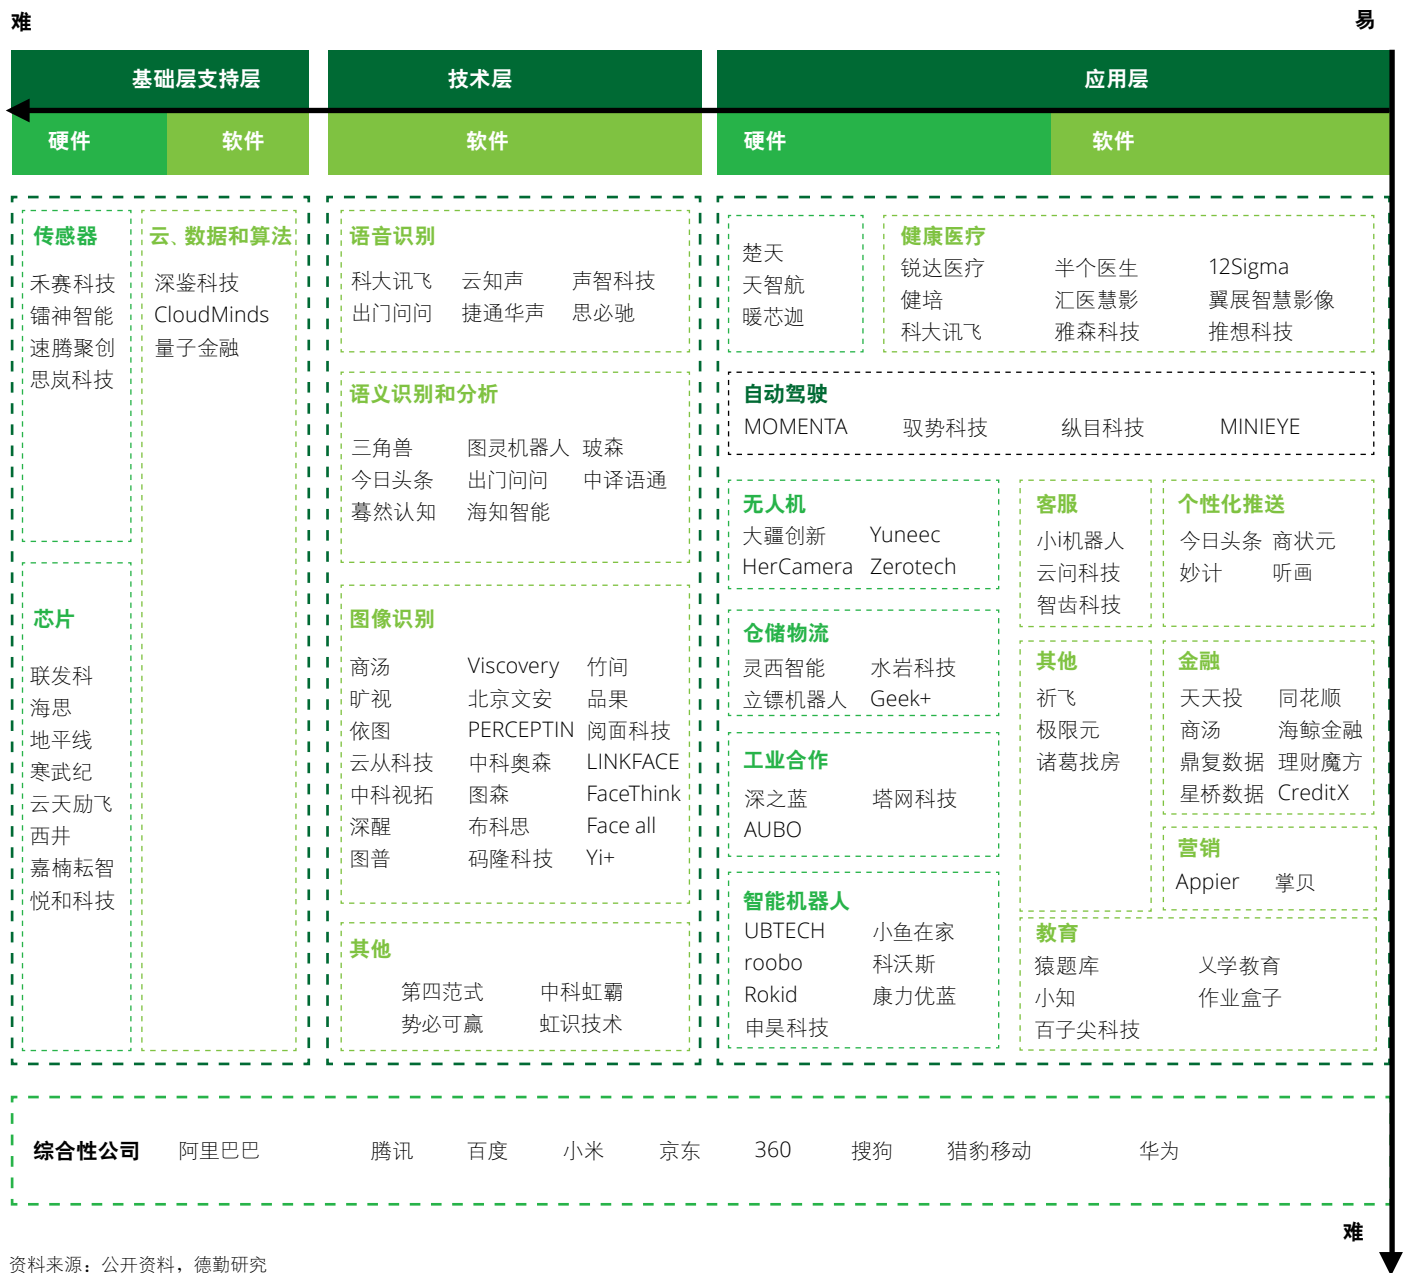 难
易
基础层支持层
技术层
应用层
硬件
软件
软件
硬件
软件
传感器
禾赛科技
镭神智能
速腾聚创
思岚科技
芯片
联发科
海思
地平线
寒武纪
云天励飞
西井
嘉楠耘智
悦和科技
云、数据和算法
深鉴科技
CloudMinds
量子金融
语音识别
科大讯飞 云知声 声智科技
出门问问 捷通华声 思必驰
语义识别和分析
三角兽 图灵机器人 玻森
今日头条 出门问问 中译语通
蓦然认知 海知智能
图像识别
商汤 Viscovery 竹间
旷视 北京文安 品果
依图 PERCEPTIN 阅面科技
云从科技 中科奥森 LINKFACE
中科视拓 图森 FaceThink
深醒 布科思 Face all
图普 码隆科技 Yi+
其他
第四范式 中科虹霸
势必可赢 虹识技术
楚天
天智航
暖芯迦
健康医疗
锐达医疗 半个医生 12Sigma
健培 汇医慧影 翼展智慧影像
科大讯飞 雅森科技 推想科技
自动驾驶
MOMENTA 驭势科技 纵目科技 MINIEYE
无人机
大疆创新 Yuneec
HerCamera Zerotech
仓储物流
灵西智能 水岩科技
立镖机器人 Geek+
工业合作
深之蓝 塔网科技
AUBO
智能机器人
UBTECH 小鱼在家
roobo 科沃斯
Rokid 康力优蓝
申昊科技
客服
小i机器人
云问科技
智齿科技
个性化推送
今日头条 商状元
妙计 听画
其他
祈飞
极限元
诸葛找房
金融
天天投 同花顺
商汤 海鲸金融
鼎复数据 理财魔方
星桥数据 CreditX
营销
Appier 掌贝
教育
猿题库 乂学教育
小知 作业盒子
百子尖科技
综合性公司 阿里巴巴 腾讯 百度 小米 京东 360 搜狗 猎豹移动 华为
难
资料来源：公开资料，德勤研究